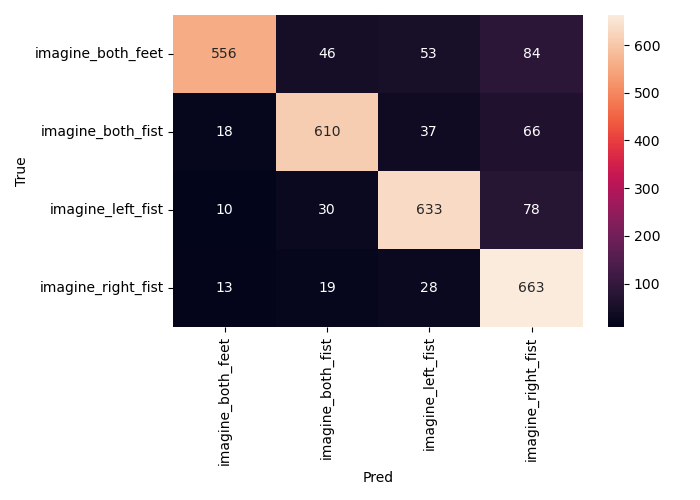 imagine_both_feet 556 46 53 84
imagine_both_fist 18 610 37 66
imagine_left_fist 10 30 633 78
imagine_right_fist 13 19 28 663
True
imagine_both_feet
imagine_both_fist
imagine_left_fist
imagine_right_fist
Pred
600
500
400
300
200
100